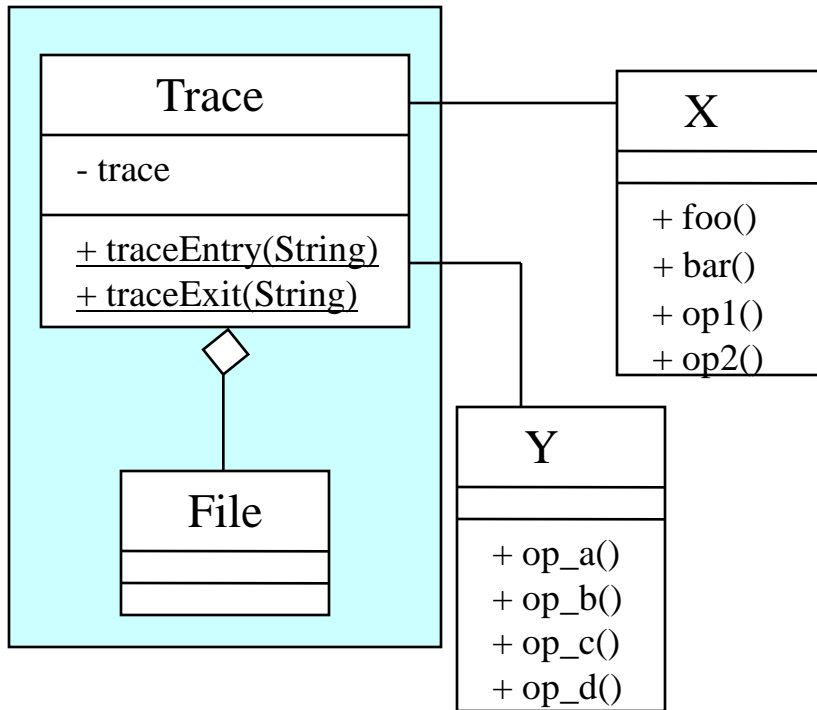 Trace
- trace
+ traceEntry(String)
+ traceExit(String)
File
X
+ foo()
+ bar()
+ op1()
+ op2()
Y
+ op_a()
+ op_b()
+ op_c()
+ op_d()